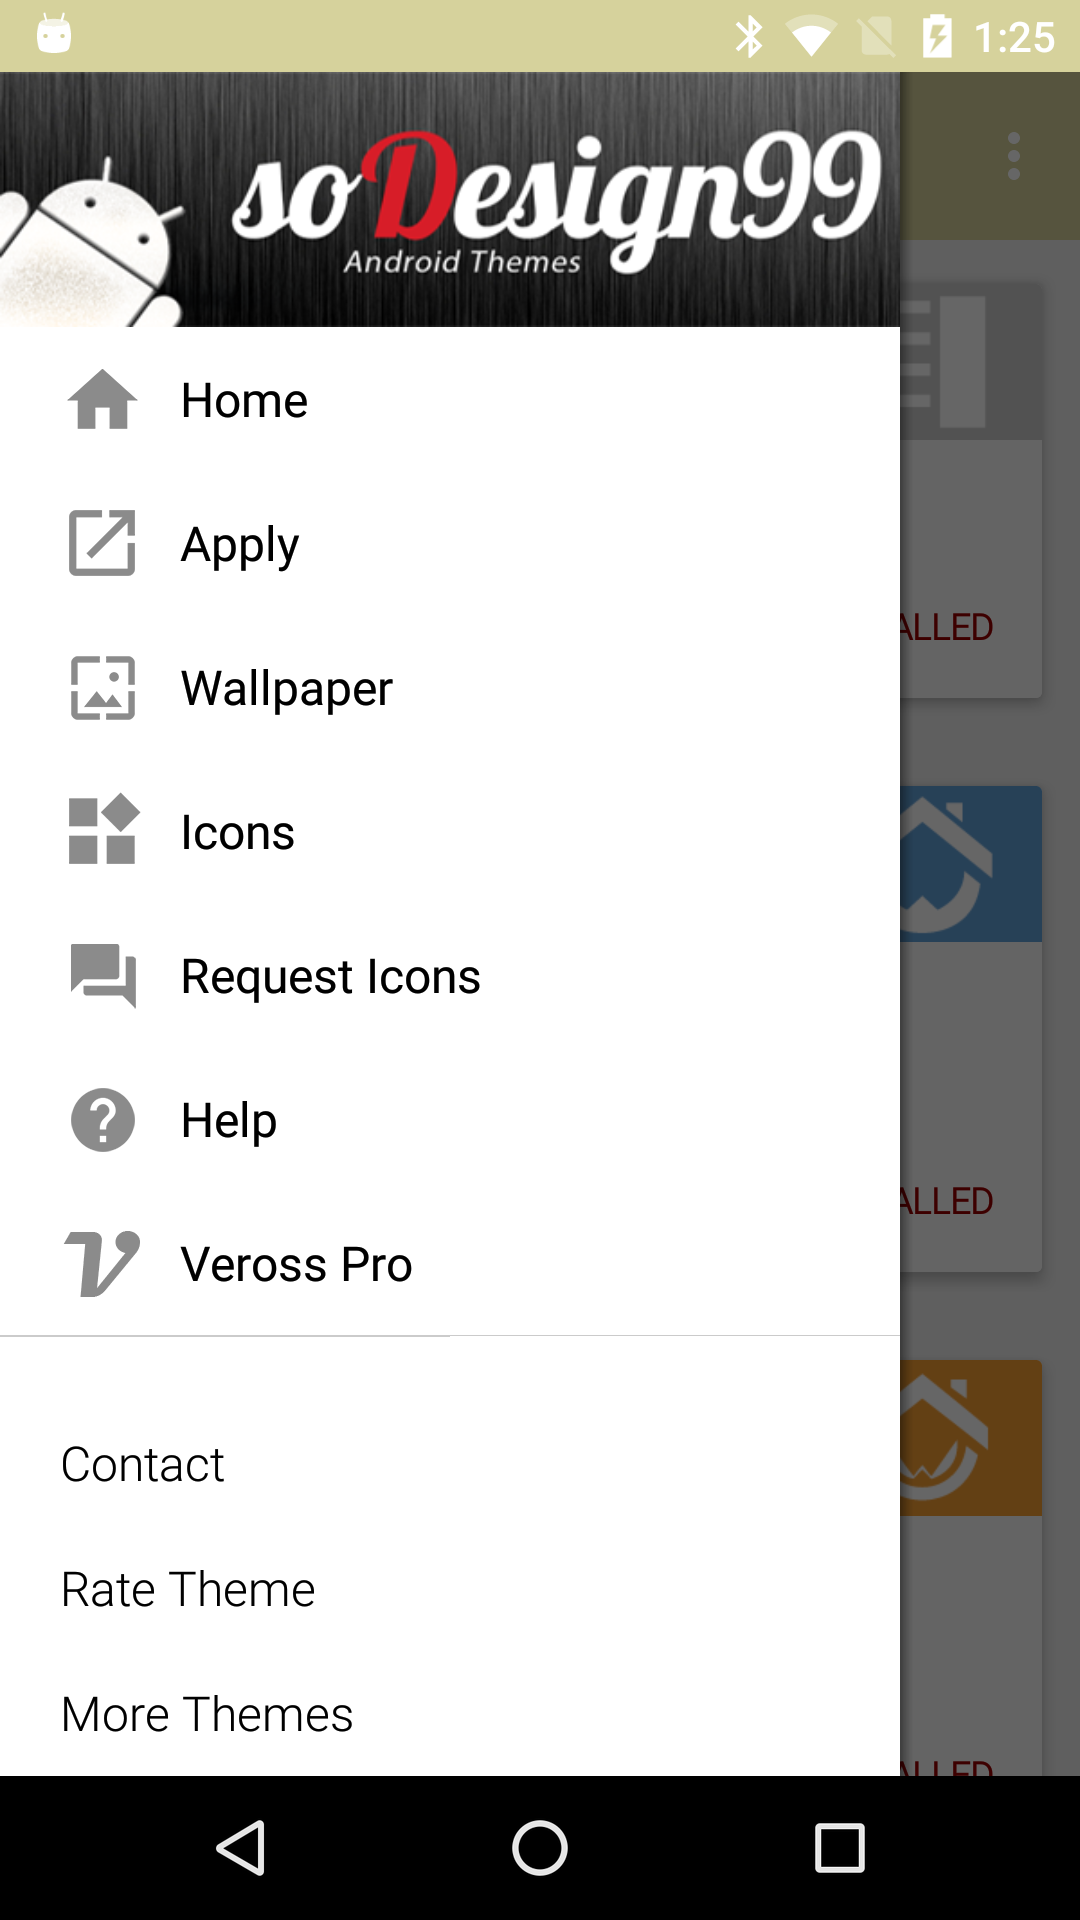 1:25
soDesign99
Android Themes
Home
Apply
ALLED
Wallpaper
Icons
Request Icons
Help
ALLED
Veross Pro
Contact
Rate Theme
More Themes
ALLED